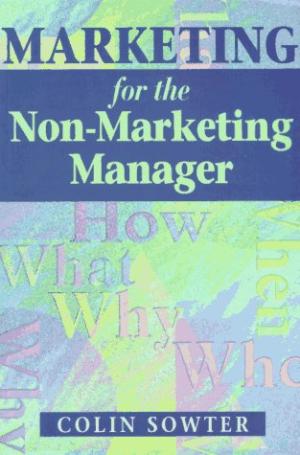 MARKETING
for the
Non-Marketing
Manager
How
What
When
Why
Who
Why
COLIN SOWTER